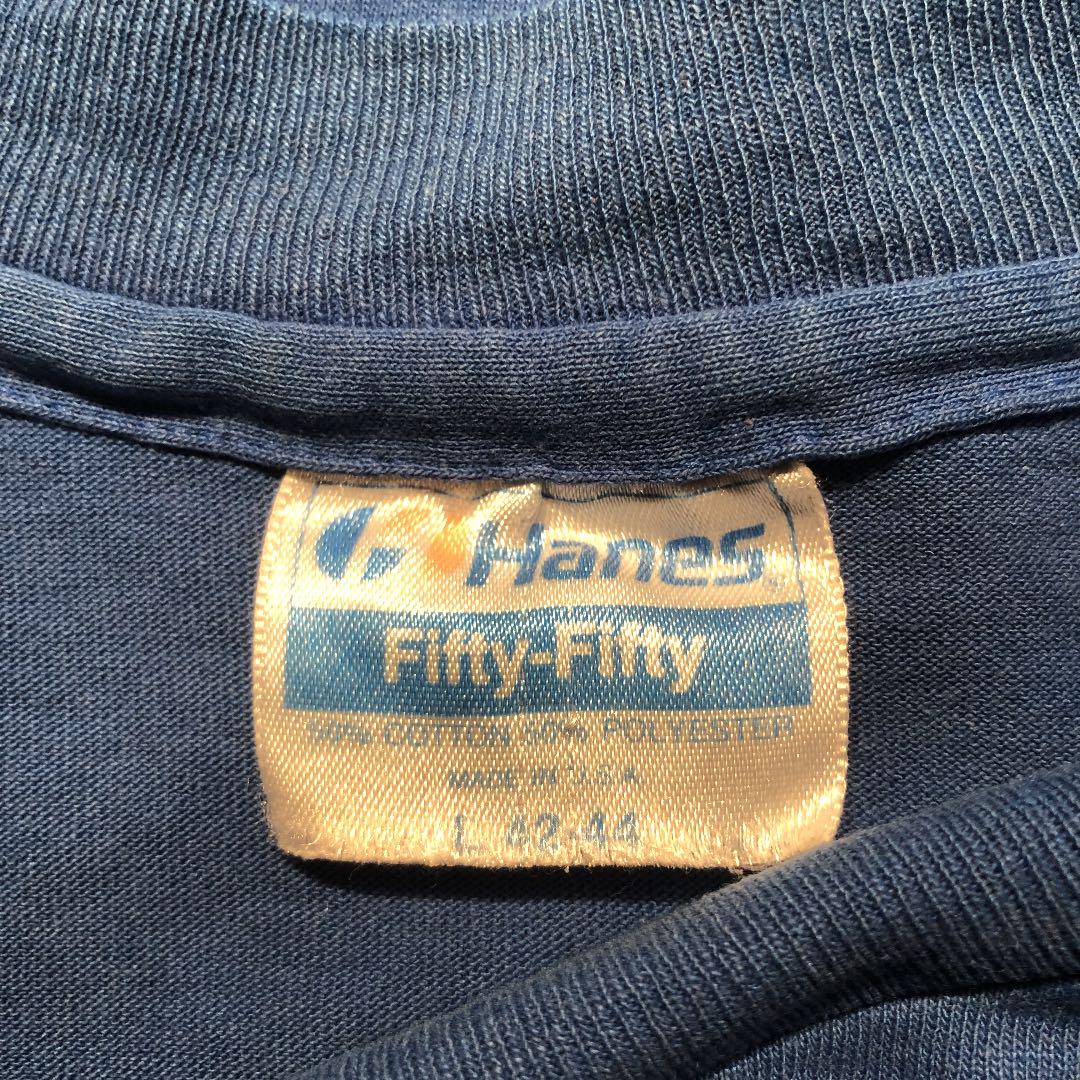 Hanes
Fifty-Fifty
50% COTTON 50% POLYESTER
MADE IN U.S.A.
L 42-44